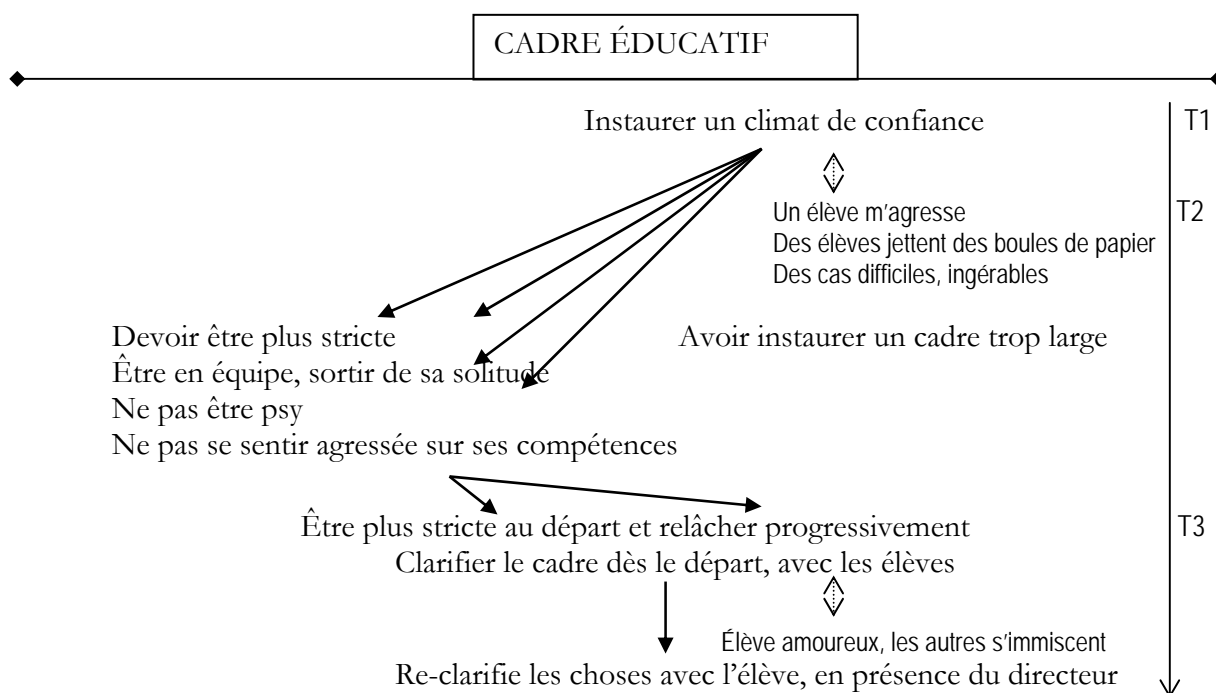 CADRE ÉDUCATIF
Instaurer un climat de confiance
T1
Un élève m'agresse
T2
Des élèves jettent des boules de papier
Des cas difficiles, ingérables
Devoir être plus stricte
Avoir instaurer un cadre trop large
Être en équipe, sortir de sa solitude
Ne pas être psy
Ne pas se sentir agressée sur ses compétences
Être plus stricte au départ et relâcher progressivement
T3
Clarifier le cadre dès le départ, avec les élèves
Élève amoureux, les autres s'immiscent
Re-clarifie les choses avec l'élève, en présence du directeur